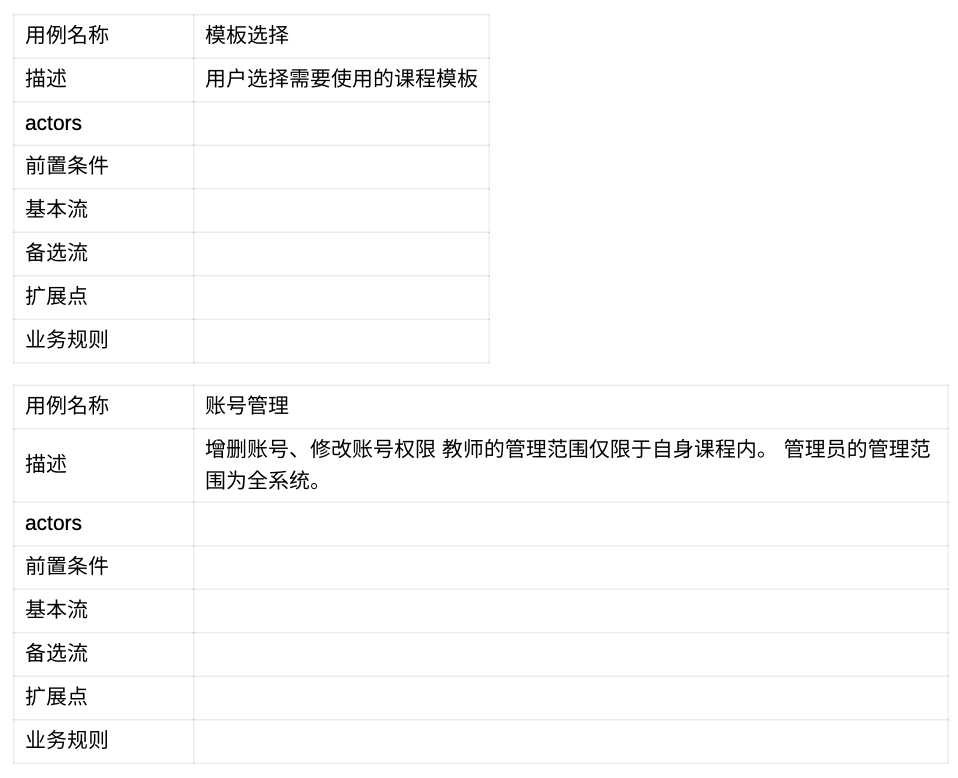 用例名称 模板选择
描述 用户选择需要使用的课程模板
actors
前置条件
基本流
备选流
扩展点
业务规则
用例名称 账号管理
描述 增删账号、修改账号权限 教师的管理范围仅限于自身课程内。 管理员的管理范
围为全系统。
actors
前置条件
基本流
备选流
扩展点
业务规则